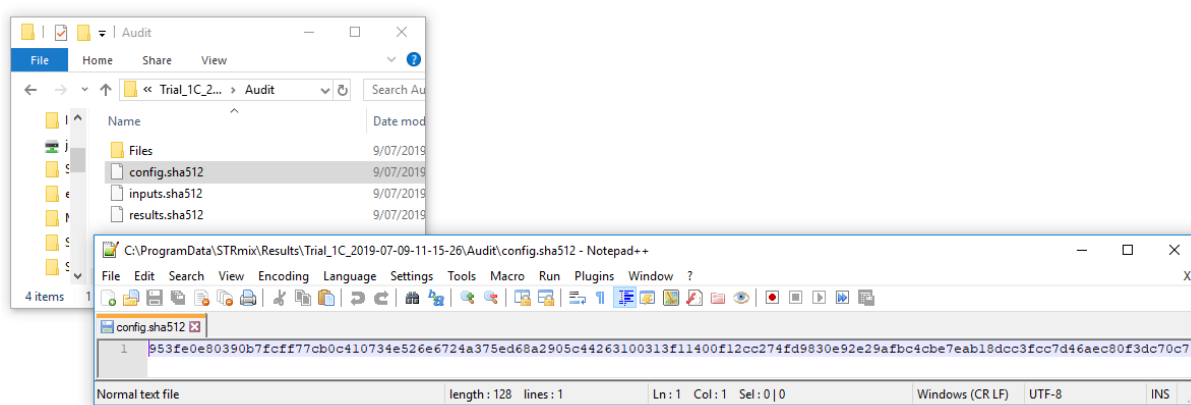 Audit
File Home Share View
« Trial_1C_2... › Audit
Search Au
Name Date mod
Files 9/07/2019
config.sha512 9/07/2019
inputs.sha512 9/07/2019
results.sha512 9/07/2019
4 items 1
C:\ProgramData\STRmix\Results\Trial_1C_2019-07-09-11-15-26\Audit\config.sha512 - Notepad++
File Edit Search View Encoding Language Settings Tools Macro Run Plugins Window ? X
config.sha512
1 953fe0e80390b7fcff77cb0c410734e526e6724a375ed68a2905c44263100313f11400f12cc274fd9830e92e29afbc4cbe7eab18dcc3fcc7d46aec80f3dc70c7
Normal text file length : 128 lines : 1 Ln : 1 Col : 1 Sel : 0 | 0 Windows (CR LF) UTF-8 INS